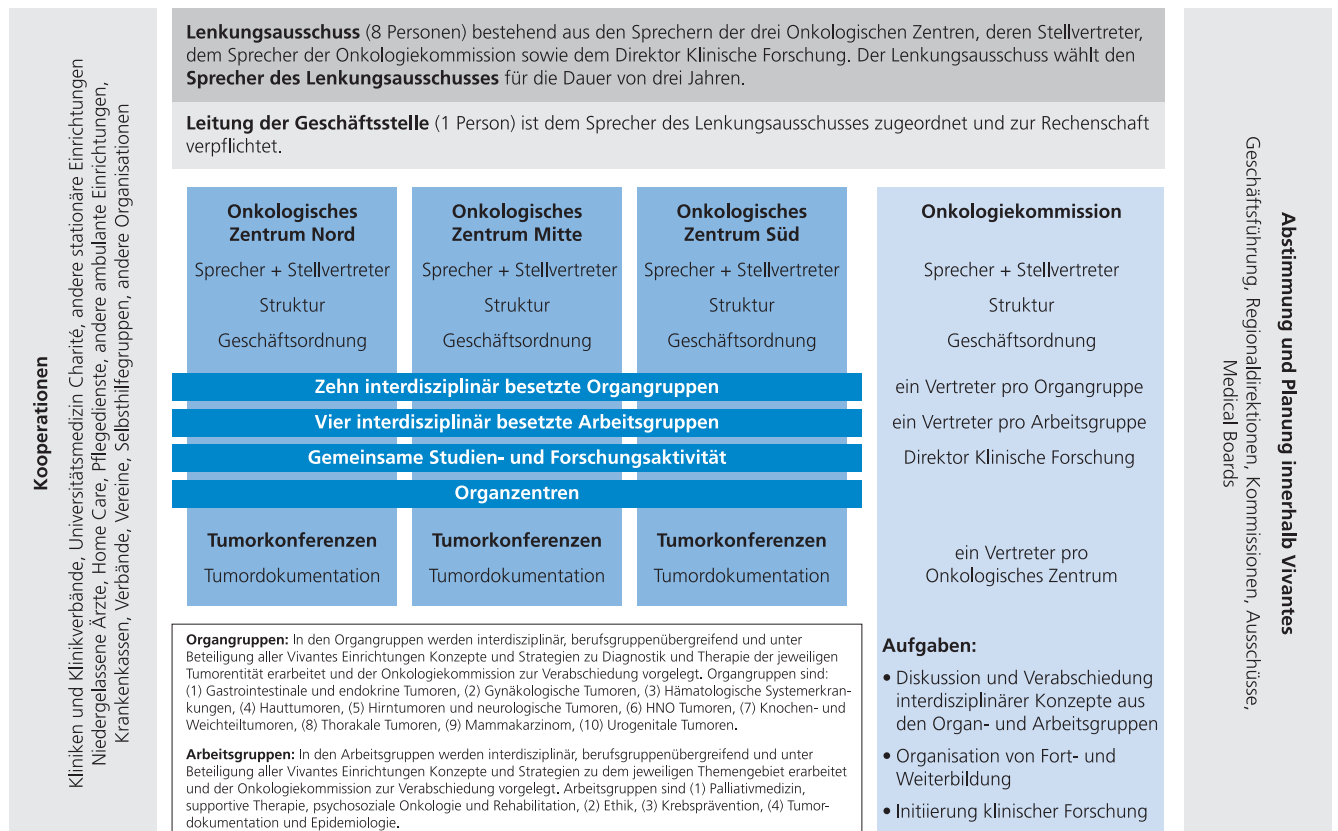 Kooperationen
Kliniken und Klinikverbände, Universitätsmedizin Charité, andere stationäre Einrichtungen
Niedergelassene Ärzte, Home Care, Pflegedienste, andere ambulante Einrichtungen,
Krankenkassen, Verbände, Vereine, Selbsthilfegruppen, andere Organisationen
Lenkungsausschuss (8 Personen) bestehend aus den Sprechern der drei Onkologischen Zentren, deren Stellvertreter,
dem Sprecher der Onkologiekommission sowie dem Direktor Klinische Forschung. Der Lenkungsausschuss wählt den
Sprecher des Lenkungsausschusses für die Dauer von drei Jahren.
Leitung der Geschäftsstelle (1 Person) ist dem Sprecher des Lenkungsausschusses zugeordnet und zur Rechenschaft
verpflichtet.
Onkologisches
Zentrum Nord
Sprecher + Stellvertreter
Struktur
Geschäftsordnung
Onkologisches
Zentrum Mitte
Sprecher + Stellvertreter
Struktur
Geschäftsordnung
Onkologisches
Zentrum Süd
Sprecher + Stellvertreter
Struktur
Geschäftsordnung
Zehn interdisziplinär besetzte Organgruppen
Vier interdisziplinär besetzte Arbeitsgruppen
Gemeinsame Studien- und Forschungsaktivität
Organzentren
Tumorkonferenzen
Tumordokumentation
Tumorkonferenzen
Tumordokumentation
Tumorkonferenzen
Tumordokumentation
Organgruppen: In den Organgruppen werden interdisziplinär, berufsgruppenübergreifend und unter
Beteiligung aller Vivantes Einrichtungen Konzepte und Strategien zu Diagnostik und Therapie der jeweiligen
Tumorentität erarbeitet und der Onkologiekommission zur Verabschiedung vorgelegt. Organgruppen sind:
(1) Gastrointestinale und endokrine Tumoren, (2) Gynäkologische Tumoren, (3) Hämatologische Systemerkran-
kungen, (4) Hauttumoren, (5) Hirntumoren und neurologische Tumoren, (6) HNO Tumoren, (7) Knochen- und
Weichteiltumoren, (8) Thorakale Tumoren, (9) Mammakarzinom, (10) Urogenitale Tumoren.
Arbeitsgruppen: In den Arbeitsgruppen werden interdisziplinär, berufsgruppenübergreifend und unter
Beteiligung aller Vivantes Einrichtungen Konzepte und Strategien zu dem jeweiligen Themengebiet erarbeitet
und der Onkologiekommission zur Verabschiedung vorgelegt. Arbeitsgruppen sind (1) Palliativmedizin,
supportive Therapie, psychosoziale Onkologie und Rehabilitation, (2) Ethik, (3) Krebsprävention, (4) Tumor-
dokumentation und Epidemiologie.
Onkologiekommission
Sprecher + Stellvertreter
Struktur
Geschäftsordnung
ein Vertreter pro Organgruppe
ein Vertreter pro Arbeitsgruppe
Direktor Klinische Forschung
ein Vertreter pro
Onkologisches Zentrum
Aufgaben:
• Diskussion und Verabschiedung
interdisziplinärer Konzepte aus
den Organ- und Arbeitsgruppen
• Organisation von Fort- und
Weiterbildung
• Initiierung klinischer Forschung
Abstimmung und Planung innerhalb Vivantes
Geschäftsführung, Regionaldirektionen, Kommissionen, Ausschüsse,
Medical Boards